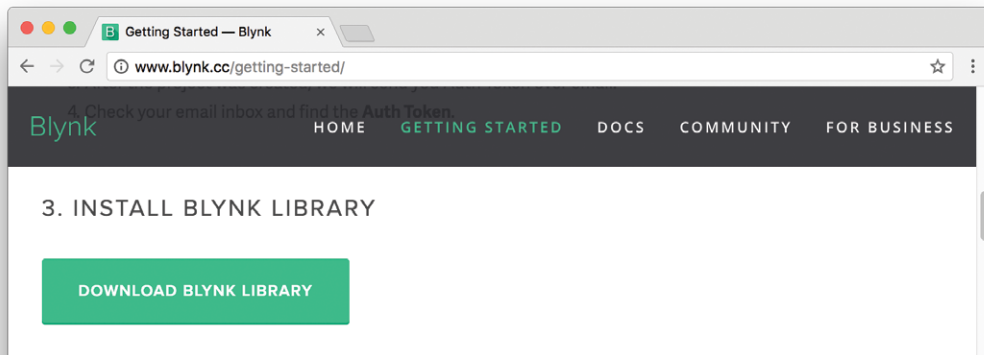 Getting Started — Blynk
www.blynk.cc/getting-started/
4. Check your email inbox and find the Auth Token.
Blynk
HOME GETTING STARTED DOCS COMMUNITY FOR BUSINESS
3. INSTALL BLYNK LIBRARY
DOWNLOAD BLYNK LIBRARY